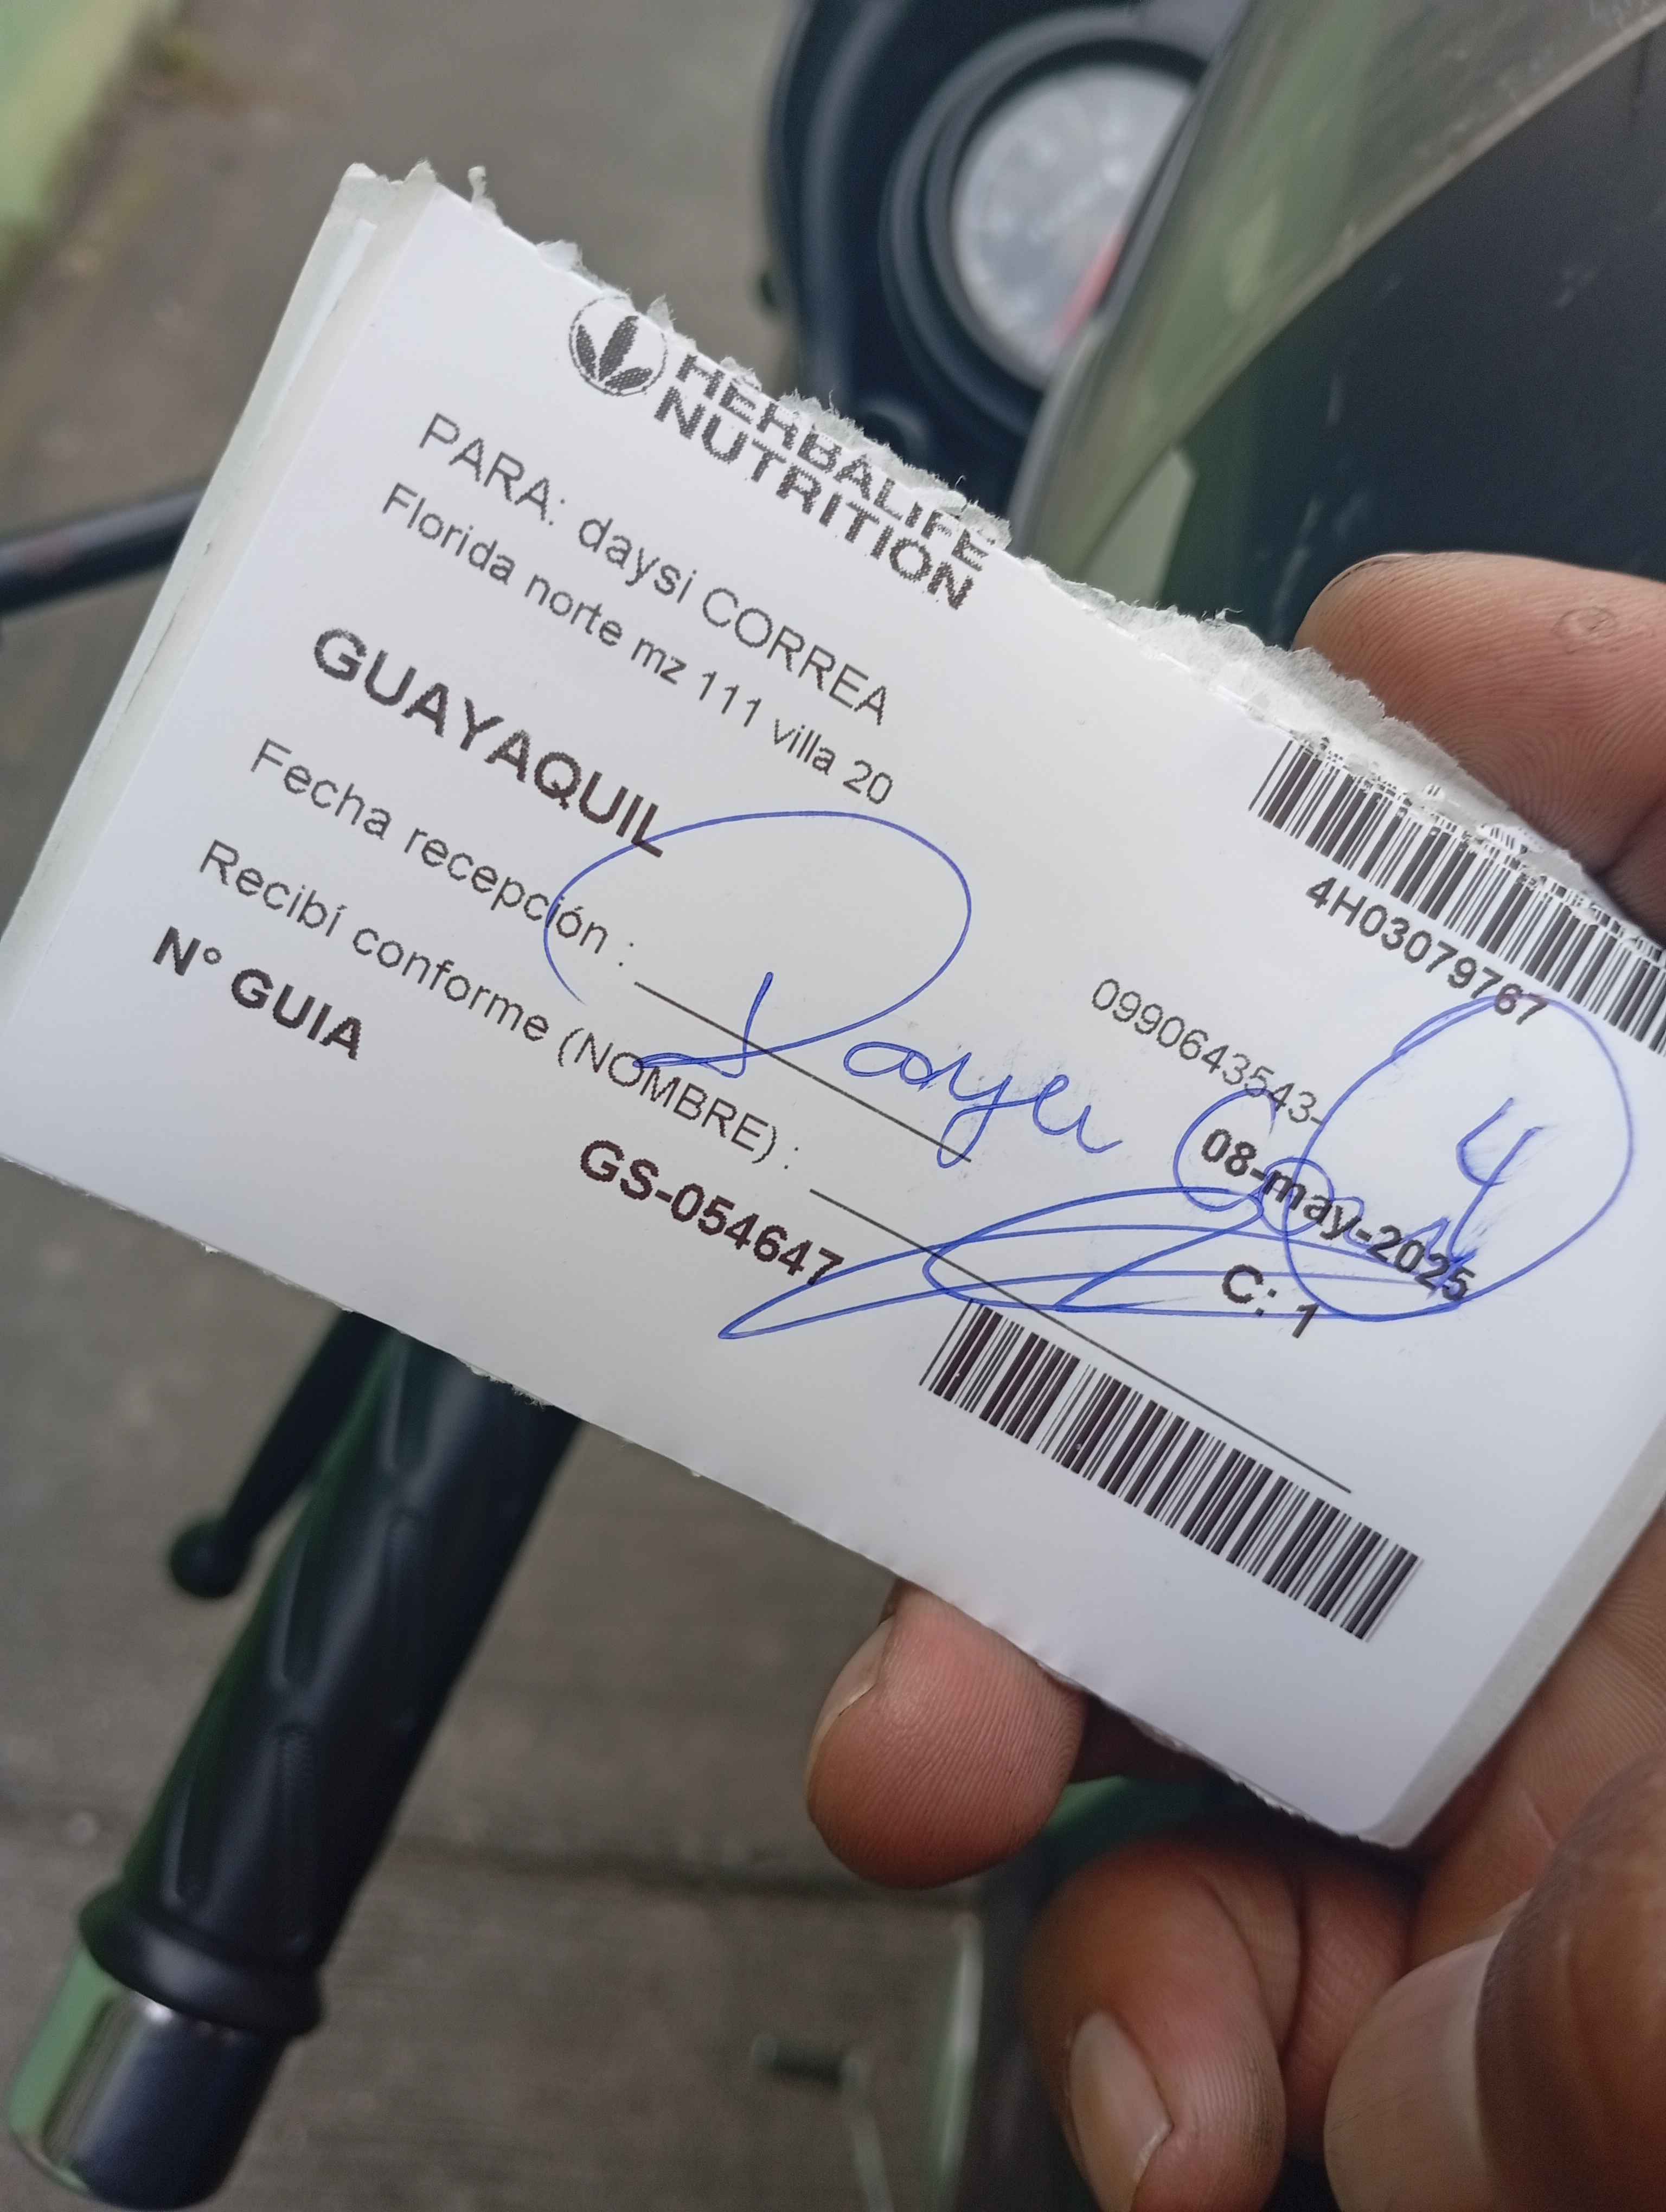 HERBALIFE
NUTRITION
PARA: daysi CORREA
Florida norte mz 111 villa 20
4H03079767
GUAYAQUIL
0990643543-
Fecha recepción :
08-may-2025
Recibí conforme (NOMBRE) :
C: 1
N° GUIA
GS-054647
4